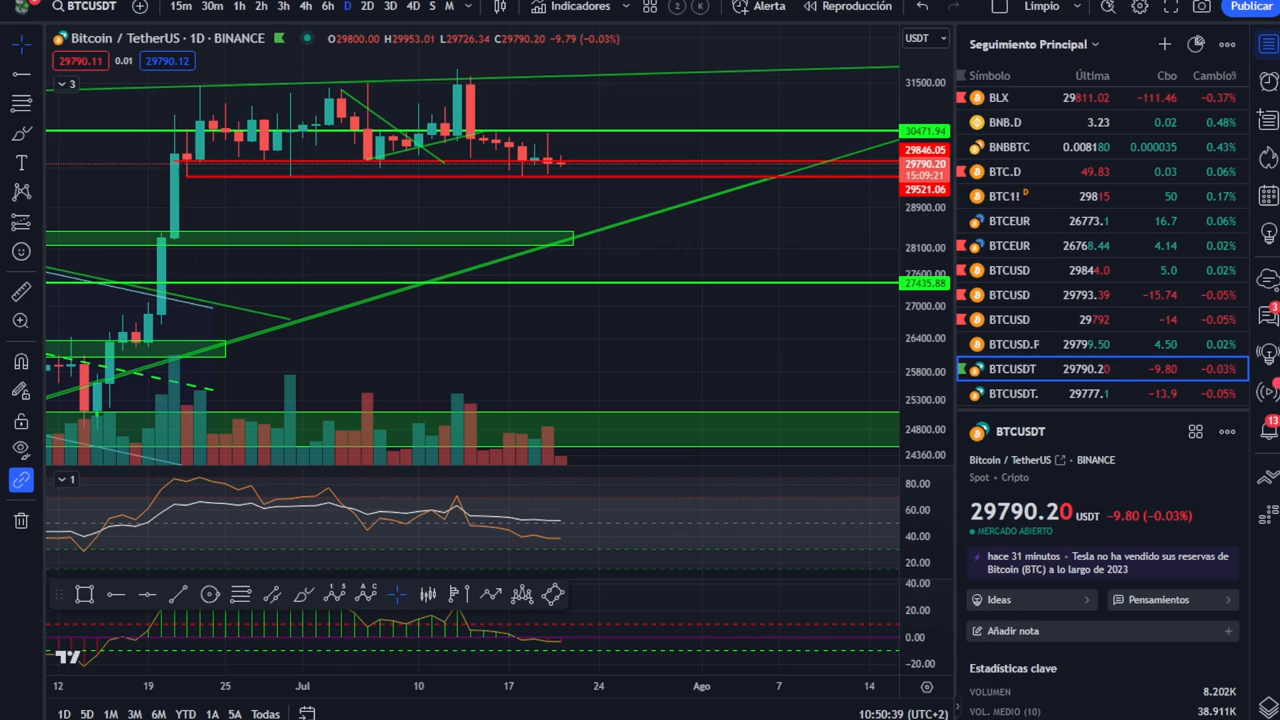 BTCUSDT
15m 30m 1h 2h 3h 4h 6h D 2D 3D 4D S M
Indicadores
2 K
Alerta
Reproducción
Limpio
Publicar
Bitcoin / TetherUS · 1D · BINANCE
O29800.00 H29953.01 L29726.34 C29790.20 -9.79 (-0.03%)
29790.11 0.01 29790.12
3
USDT
31500.00
30471.94
29846.05
29790.20
15:09:21
29521.06
28900.00
28100.00
27600.00
27435.88
27000.00
26400.00
25800.00
25300.00
24800.00
24360.00
1
80.00
60.00
40.00
20.00
1 5
A C
40.00
20.00
0.00
-20.00
12 19 25 Jul 10 17 24 Ago 7 14
1D 5D 1M 3M 6M YTD 1A 5A Todas
10:50:39 (UTC+2)
Seguimiento Principal
Símbolo Última Cbo Cambio%
BLX 29811.02 -111.46 -0.37%
BNB.D 3.23 0.02 0.48%
BNBBTC 0.008180 0.000035 0.43%
BTC.D 49.83 0.03 0.06%
BTC1! D 29815 50 0.17%
BTCEUR 26773.1 16.7 0.06%
BTCEUR 26768.44 4.14 0.02%
BTCUSD 29844.0 5.0 0.02%
BTCUSD 29793.39 -15.74 -0.05%
BTCUSD 29792 -14 -0.05%
BTCUSD.F 29799.50 4.50 0.02%
BTCUSDT 29790.20 -9.80 -0.03%
BTCUSDT. 29777.1 -13.9 -0.05%
BTCUSDT
Bitcoin / TetherUS · BINANCE
Spot · Cripto
29790.20 USDT -9.80 (-0.03%)
MERCADO ABIERTO
hace 31 minutos · Tesla no ha vendido sus reservas de
Bitcoin (BTC) a lo largo de 2023
Ideas
Pensamientos
Añadir nota
Estadísticas clave
VOLUMEN 8.202K
VOL. MEDIO (10) 38.911K
3
13